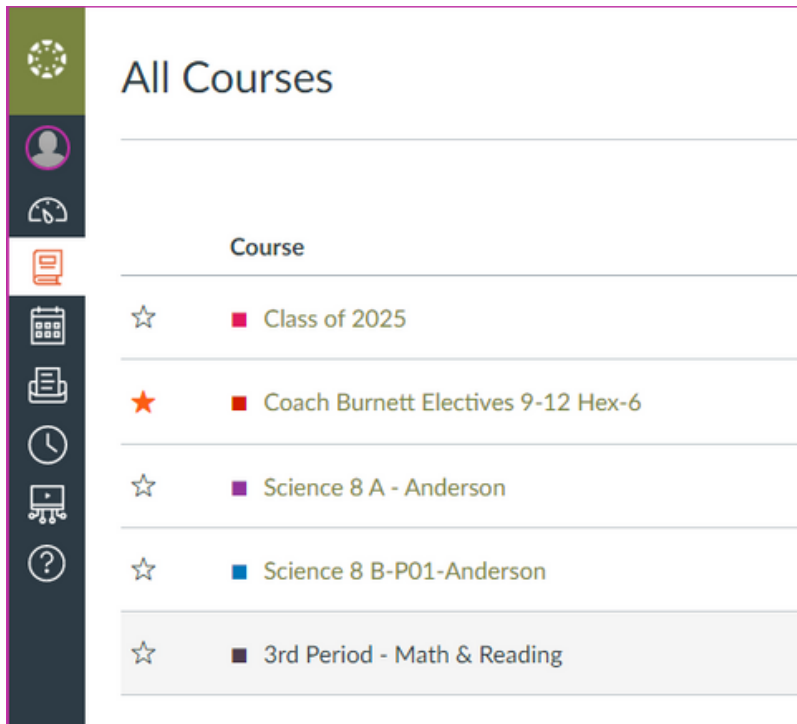 All Courses
Course
Class of 2025
Coach Burnett Electives 9-12 Hex-6
Science 8 A - Anderson
Science 8 B-P01-Anderson
3rd Period - Math & Reading